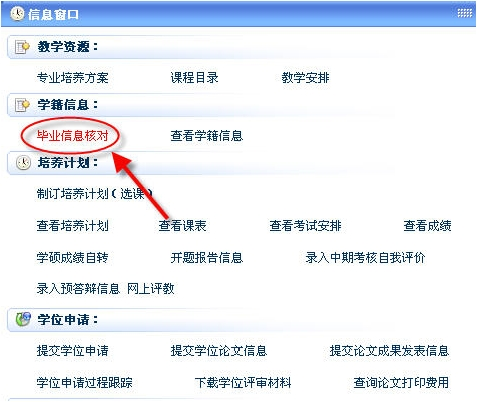 信息窗口
教学资源：
专业培养方案 课程目录 教学安排
学籍信息：
毕业信息核对 查看学籍信息
培养计划：
制订培养计划(选课)
查看培养计划 查看课表 查看考试安排 查看成绩
学硕成绩自转 开题报告信息 录入中期考核自我评价
录入预答辩信息 网上评教
学位申请：
提交学位申请 提交学位论文信息 提交论文成果发表信息
学位申请过程跟踪 下载学位评审材料 查询论文打印费用